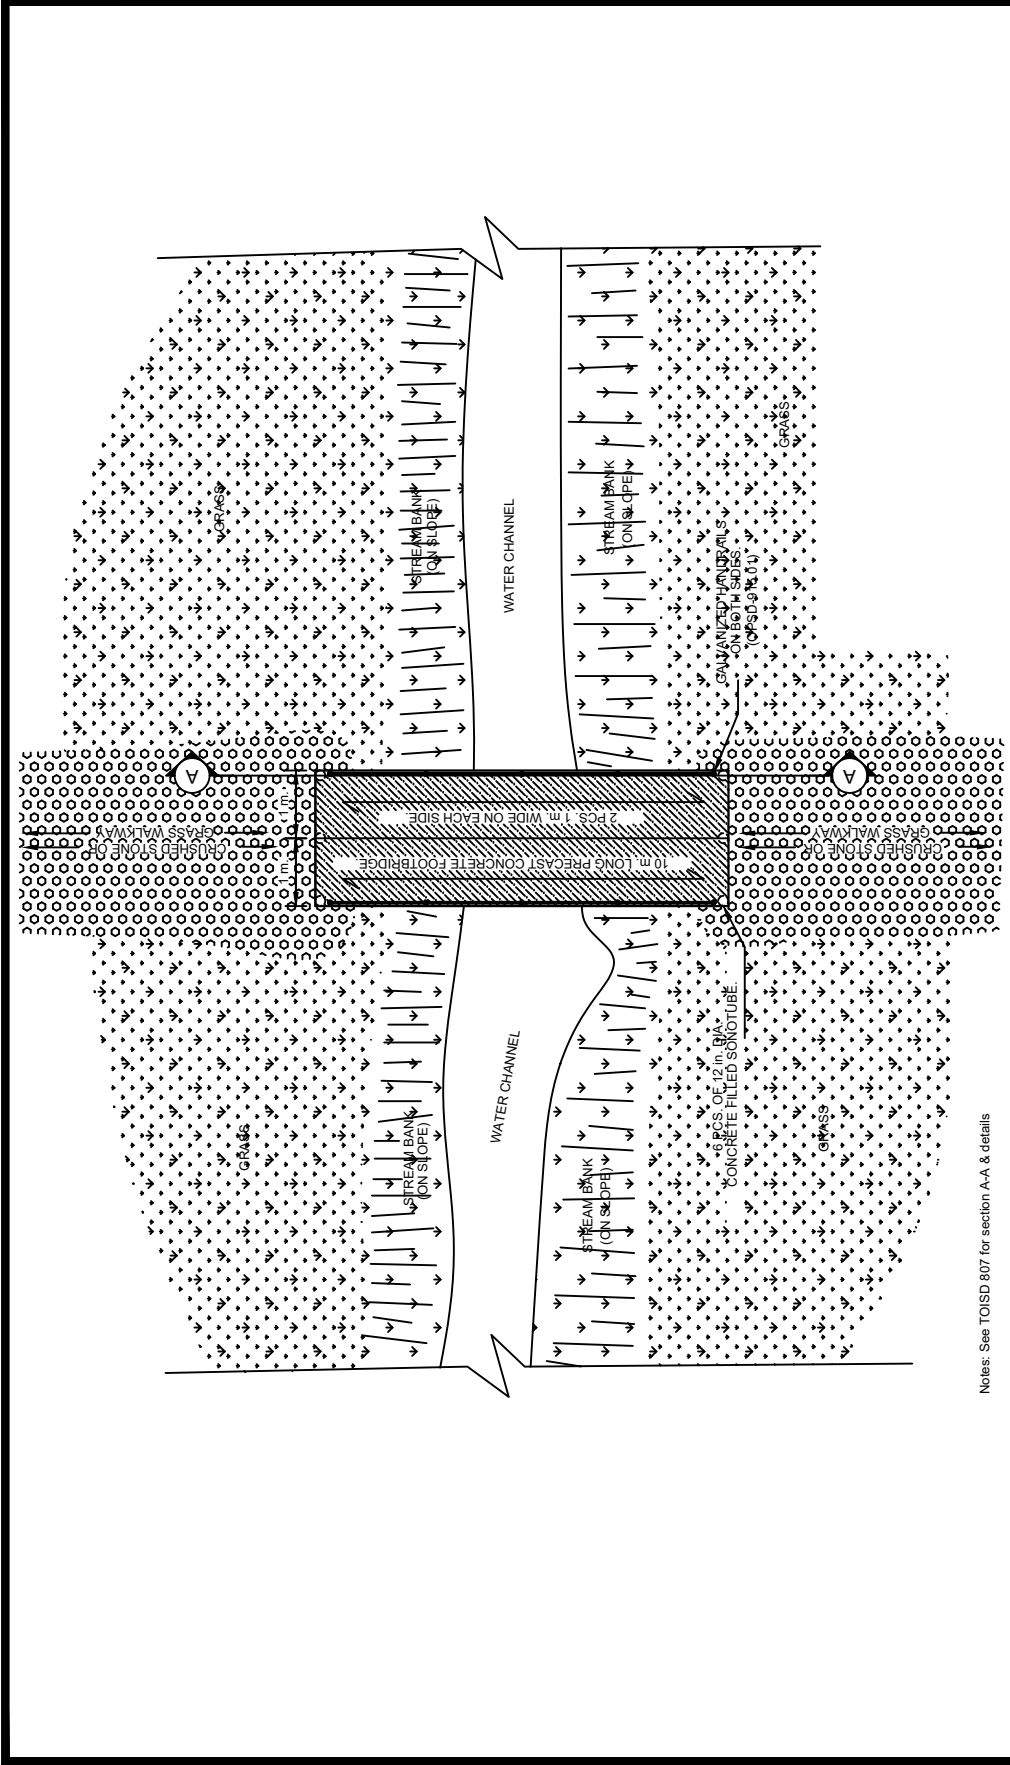 GRASS
STREAM BANK
(ON SLOPE)
WATER CHANNEL
STREAM BANK
(ON SLOPE)
GRASS
GALVANIZED HANDRAILS
ON BOTH SIDES.
(OPSD-915.01)
A
A
1 m.
1 m.
CRUSHED STONE OR
GRASS WALKWAY
10 m. LONG PRECAST CONCRETE FOOTBRIDGE
2 PCS. 1 m. WIDE ON EACH SIDE
CRUSHED STONE OR
GRASS WALKWAY
GRASS
STREAM BANK
(ON SLOPE)
WATER CHANNEL
STREAM BANK
(ON SLOPE)
6 PCS. OF 12 in. DIA.
CONCRETE FILLED SONOTUBE.
GRASS
Notes: See TOISD 807 for section A-A & details